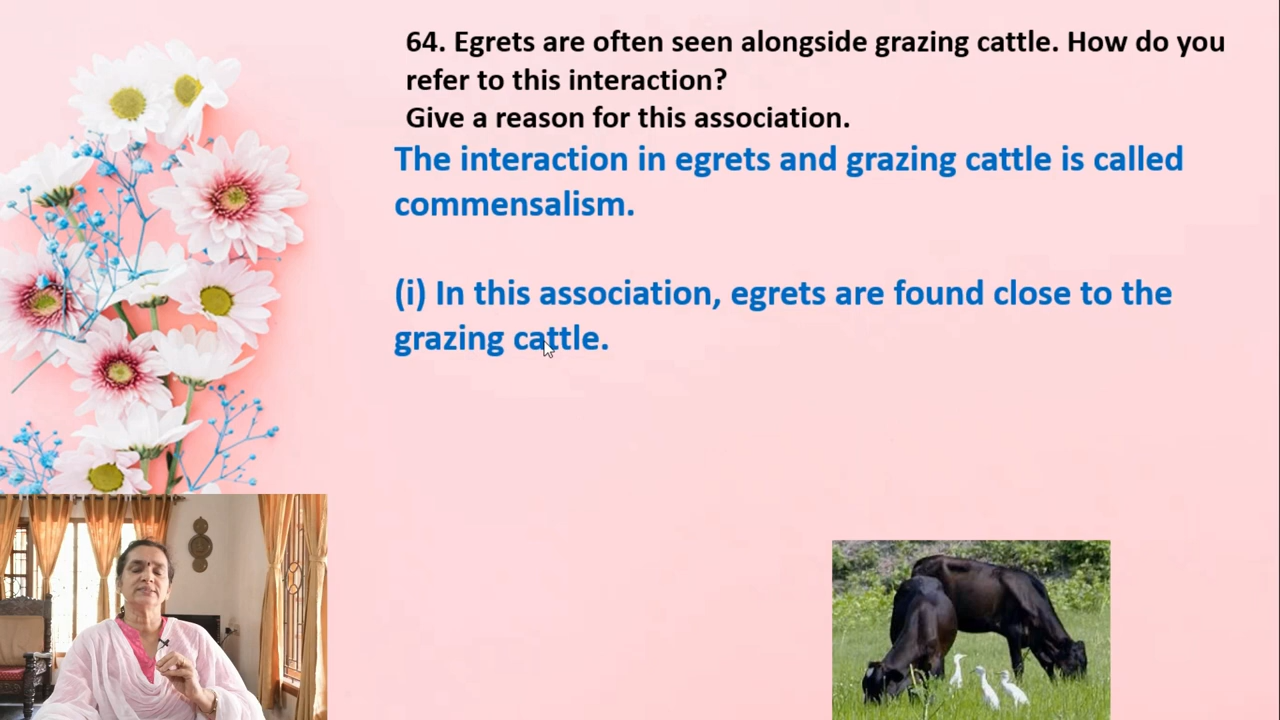 64. Egrets are often seen alongside grazing cattle. How do you
refer to this interaction?
Give a reason for this association.
The interaction in egrets and grazing cattle is called
commensalism.
(i) In this association, egrets are found close to the
grazing cattle.